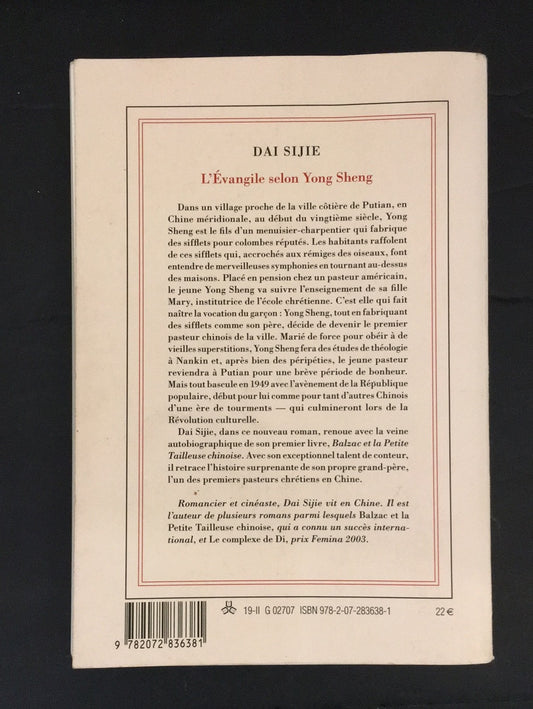 DAI SIJIE
L'Évangile selon Yong Sheng
Dans un village proche de la ville côtière de Putian, en
Chine méridionale, au début du vingtième siècle, Yong
Sheng est le fils d'un menuisier-charpentier qui fabrique
des sifflets pour colombes réputés. Les habitants raffolent
de ces sifflets qui, accrochés aux rémiges des oiseaux, font
entendre de merveilleuses symphonies en tournant au-dessus
des maisons. Placé en pension chez un pasteur américain,
le jeune Yong Sheng va suivre l'enseignement de sa fille
Mary, institutrice de l'école chrétienne. C'est elle qui fait
naître la vocation du garçon : Yong Sheng, tout en fabriquant
des sifflets comme son père, décide de devenir le premier
pasteur chinois de la ville. Marié de force pour obéir à de
vieilles superstitions, Yong Sheng fera des études de théologie
à Nankin et, après bien des péripéties, le jeune pasteur
reviendra à Putian pour une brève période de bonheur.
Mais tout bascule en 1949 avec l'avènement de la République
populaire, début pour lui comme pour tant d'autres Chinois
d'une ère de tourments — qui culmineront lors de la
Révolution culturelle.
Dai Sijie, dans ce nouveau roman, renoue avec la veine
autobiographique de son premier livre, Balzac et la Petite
Tailleuse chinoise. Avec son exceptionnel talent de conteur,
il retrace l'histoire surprenante de son propre grand-père,
l'un des premiers pasteurs chrétiens en Chine.
Romancier et cinéaste, Dai Sijie vit en Chine. Il est
l'auteur de plusieurs romans parmi lesquels Balzac et la
Petite Tailleuse chinoise, qui a connu un succès interna-
tional, et Le complexe de Di, prix Femina 2003.
19-II G 02707 ISBN 978-2-07-283638-1 22 €
9 782072 836381